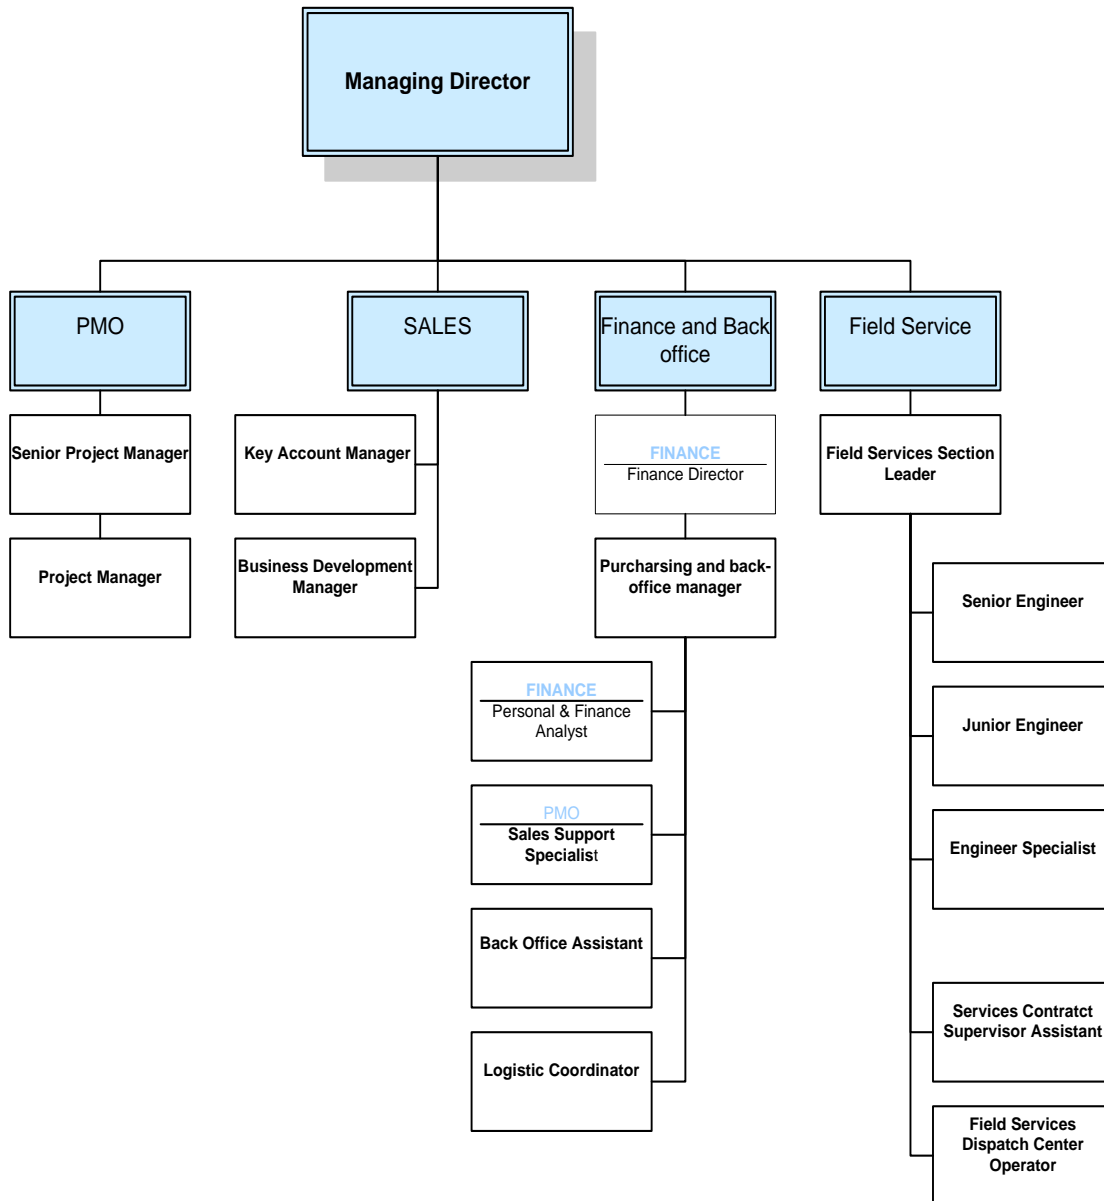 Managing Director
PMO
SALES
Finance and Back
office
Field Service
Senior Project Manager
Key Account Manager
FINANCE
Finance Director
Field Services Section
Leader
Project Manager
Business Development
Manager
Purcharsing and back-
office manager
Senior Engineer
FINANCE
Personal & Finance
Analyst
Junior Engineer
PMO
Sales Support
Specialist
Engineer Specialist
Back Office Assistant
Services Contratct
Supervisor Assistant
Logistic Coordinator
Field Services
Dispatch Center
Operator